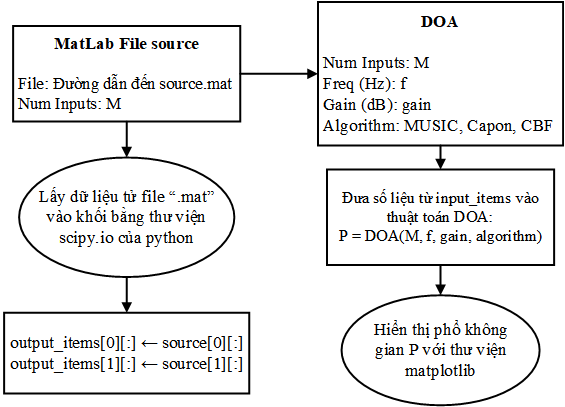 MatLab File source
File: Đường dẫn đến source.mat
Num Inputs: M
DOA
Num Inputs: M
Freq (Hz): f
Gain (dB): gain
Algorithm: MUSIC, Capon, CBF
Lấy dữ liệu từ file “.mat”
vào khối bằng thư viện
scipy.io của python
Đưa số liệu từ input_items vào
thuật toán DOA:
P = DOA(M, f, gain, algorithm)
output_items[0][:] ← source[0][:]
output_items[1][:] ← source[1][:]
Hiển thị phổ không
gian P với thư viện
matplotlib